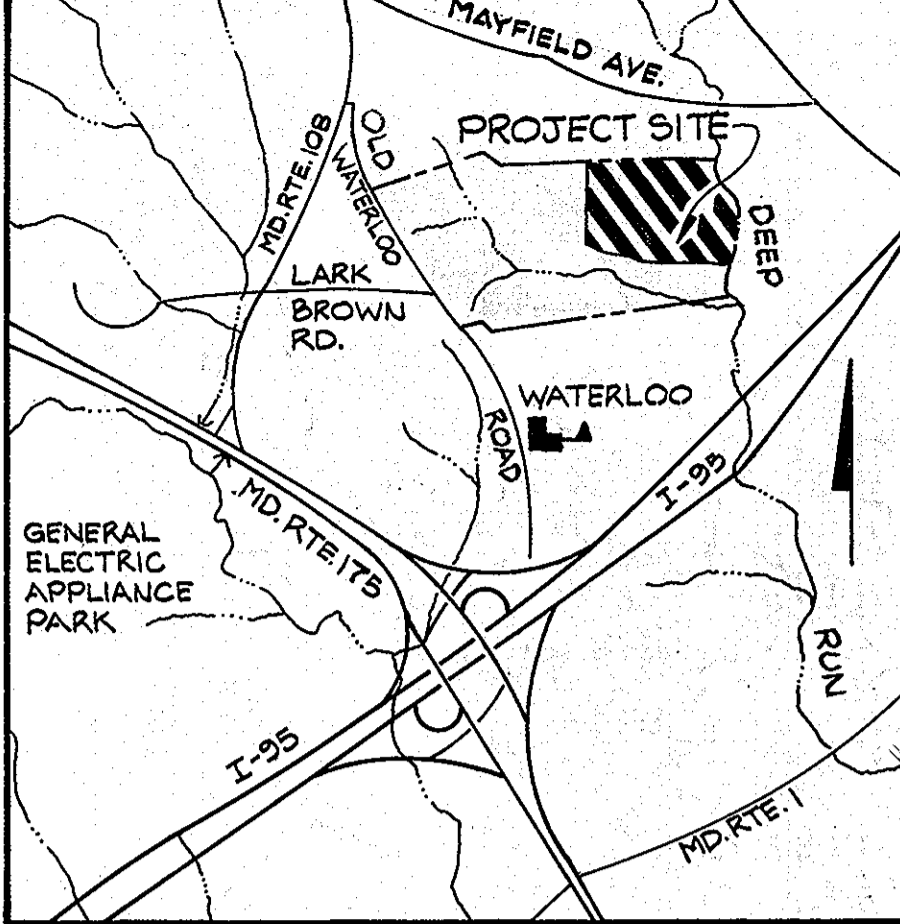 MAYFIELD AVE.
PROJECT SITE
MD. RTE. 108
OLD
WATERLOO
DEEP
LARK
BROWN
RD.
WATERLOO
ROAD
I-95
MD. RTE. 175
GENERAL
ELECTRIC
APPLIANCE
PARK
RUN
I-95
MD. RTE. 1